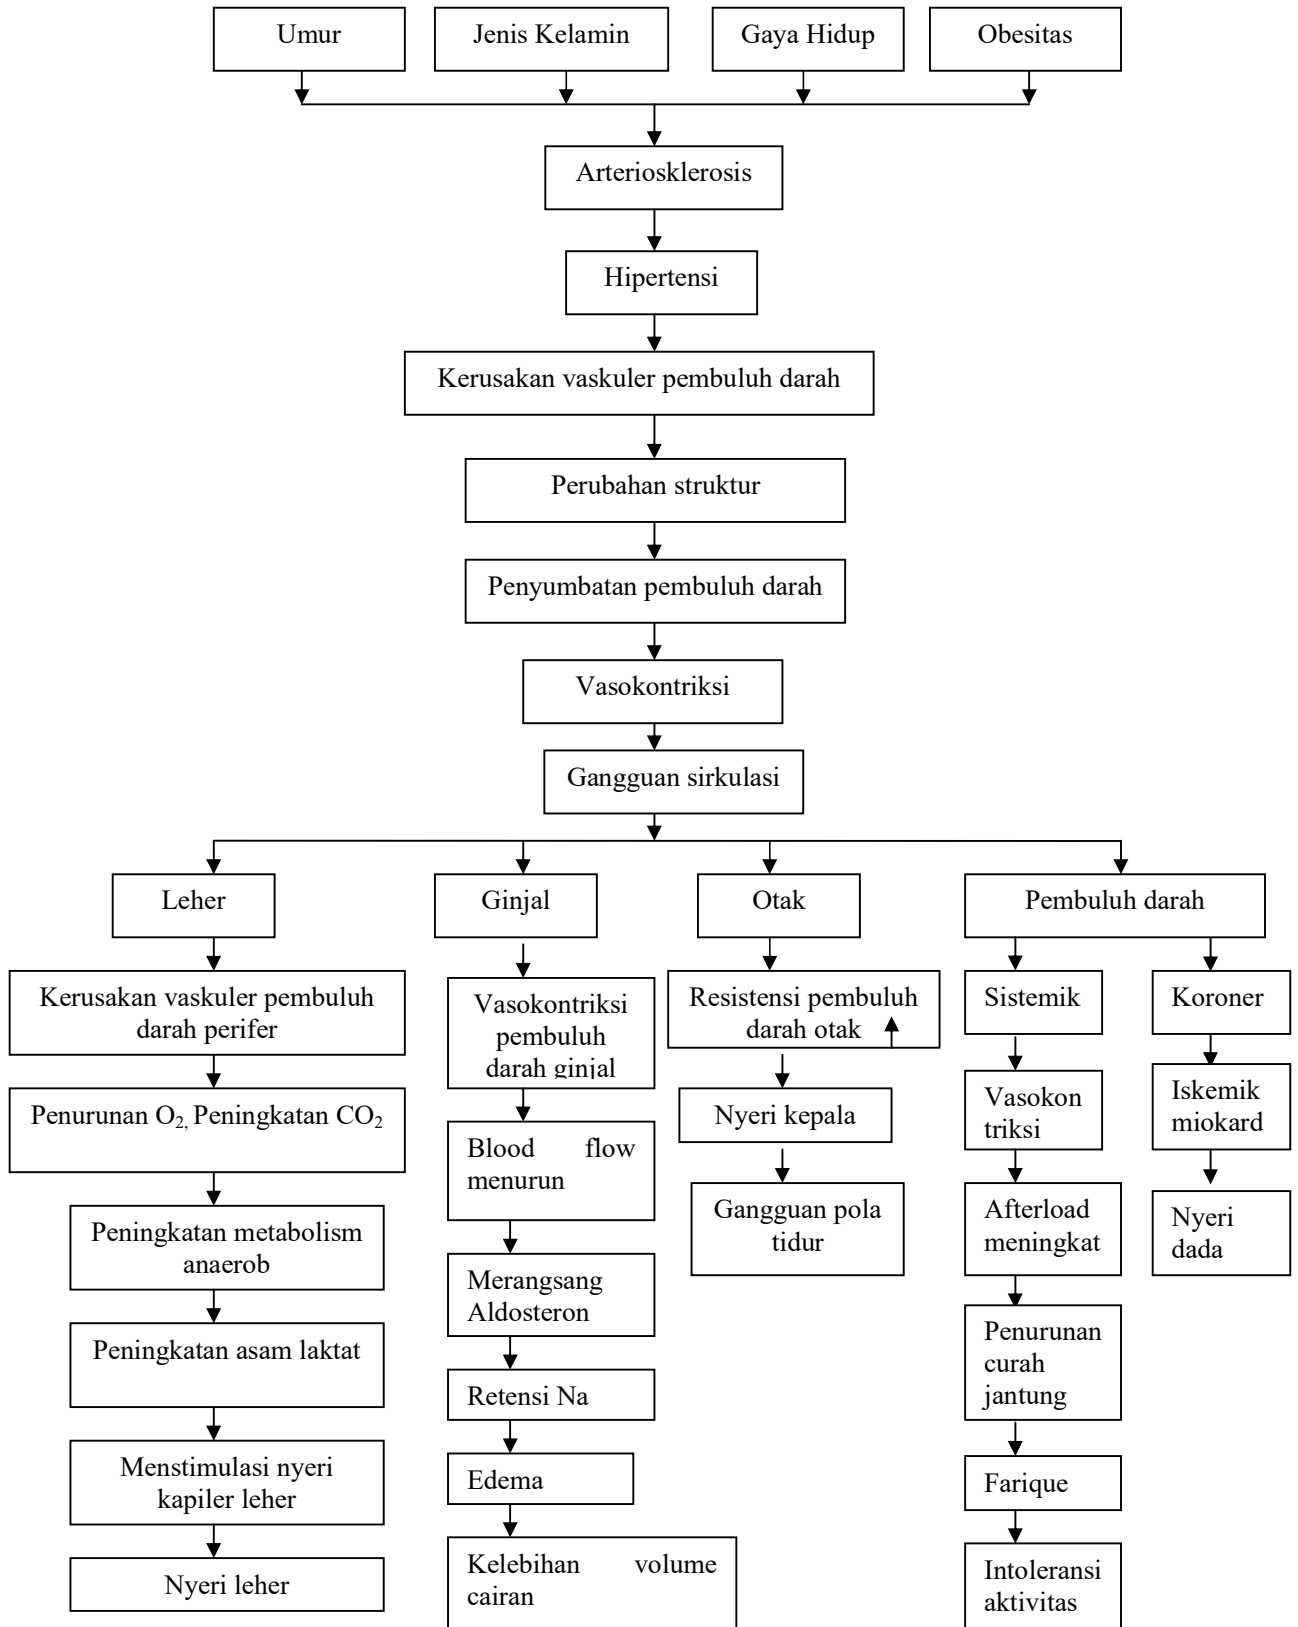 Umur
Jenis Kelamin
Gaya Hidup
Obesitas
Arteriosklerosis
Hipertensi
Kerusakan vaskuler pembuluh darah
Perubahan struktur
Penyumbatan pembuluh darah
Vasokontriksi
Gangguan sirkulasi
Leher
Kerusakan vaskuler pembuluh
darah perifer
Penurunan O₂, Peningkatan CO₂
Peningkatan metabolism
anaerob
Peningkatan asam laktat
Menstimulasi nyeri
kapiler leher
Nyeri leher
Ginjal
Vasokontriksi
pembuluh
darah ginjal
Blood flow
menurun
Merangsang
Aldosteron
Retensi Na
Edema
Kelebihan volume
cairan
Otak
Resistensi pembuluh
darah otak
Nyeri kepala
Gangguan pola
tidur
Pembuluh darah
Sistemik
Vasokon
triksi
Afterload
meningkat
Penurunan
curah
jantung
Farique
Intoleransi
aktivitas
Koroner
Iskemik
miokard
Nyeri
dada